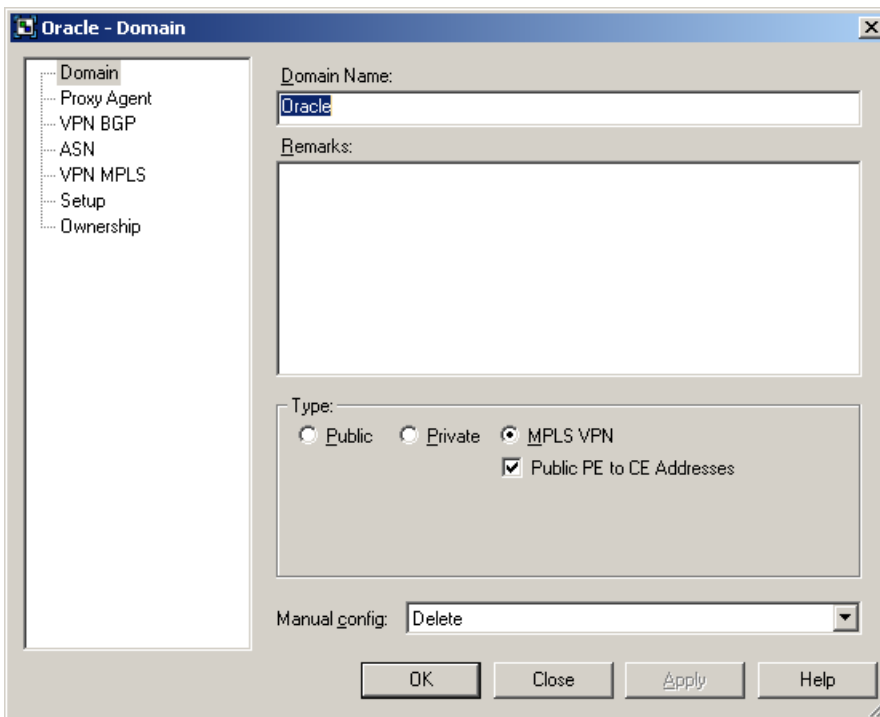 Oracle - Domain
Domain
Proxy Agent
VPN BGP
ASN
VPN MPLS
Setup
Ownership
Domain Name:
Oracle
Remarks:
Type:
Public Private MPLS VPN
Public PE to CE Addresses
Manual config: Delete
OK Close Apply Help